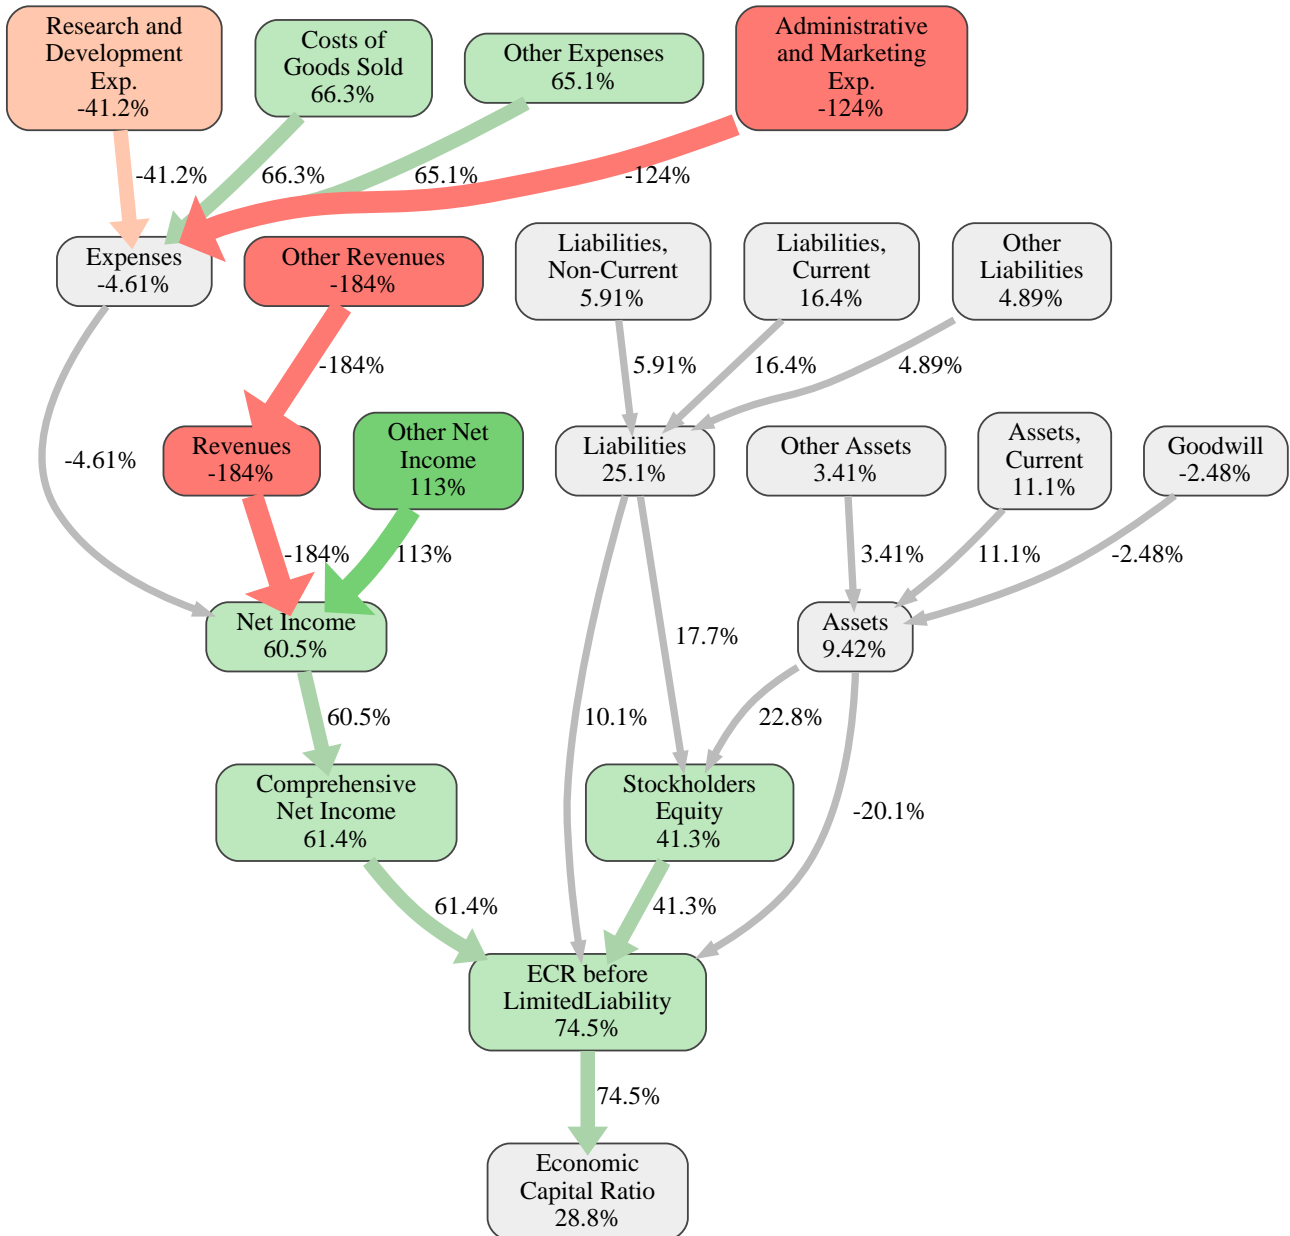 Research and
Development
Exp.
-41.2%
Costs of
Goods Sold
66.3%
Other Expenses
65.1%
Administrative
and Marketing
Exp.
-124%
-41.2%
66.3%
65.1%
-124%
Expenses
-4.61%
Other Revenues
-184%
Liabilities,
Non-Current
5.91%
Liabilities,
Current
16.4%
Other
Liabilities
4.89%
-184%
5.91%
16.4%
4.89%
-4.61%
Revenues
-184%
Other Net
Income
113%
Liabilities
25.1%
Other Assets
3.41%
Assets,
Current
11.1%
Goodwill
-2.48%
-184%
113%
3.41%
11.1%
-2.48%
Net Income
60.5%
17.7%
Assets
9.42%
60.5%
10.1%
22.8%
Comprehensive
Net Income
61.4%
Stockholders
Equity
41.3%
-20.1%
61.4%
41.3%
ECR before
LimitedLiability
74.5%
74.5%
Economic
Capital Ratio
28.8%